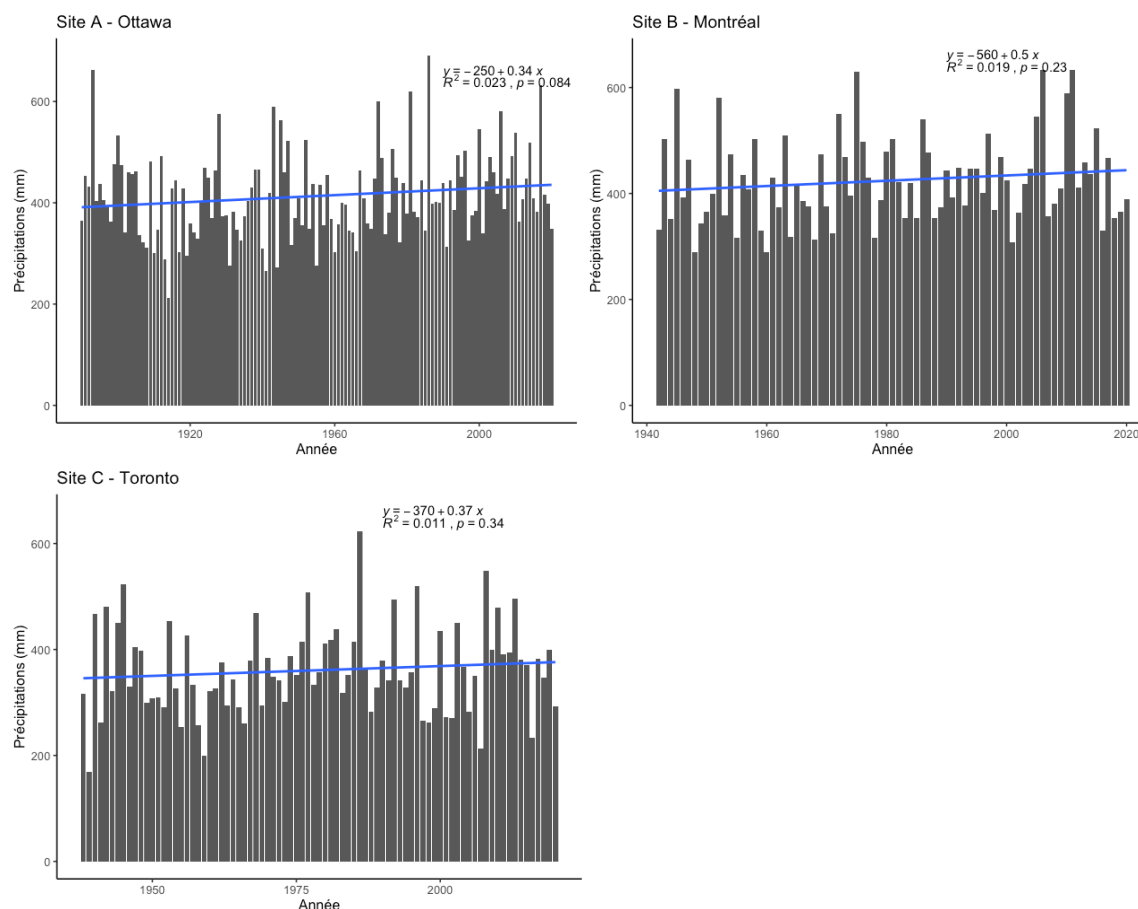 Site A - Ottawa
y = − 250 + 0.34 x
R² = 0.023 , p = 0.084
Précipitations (mm)
600
400
200
0
1920
1960
2000
Année
Site B - Montréal
y = − 560 + 0.5 x
R² = 0.019 , p = 0.23
Précipitations (mm)
600
400
200
0
1940
1960
1980
2000
2020
Année
Site C - Toronto
y = − 370 + 0.37 x
R² = 0.011 , p = 0.34
Précipitations (mm)
600
400
200
0
1950
1975
2000
Année